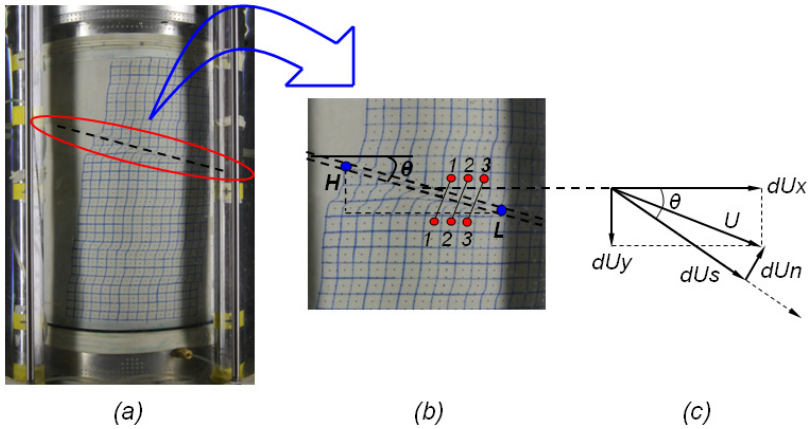 1 2 3
H θ
1 2 3 L
dUx
θ
U
dUy
dUs dUn
(a) (b) (c)